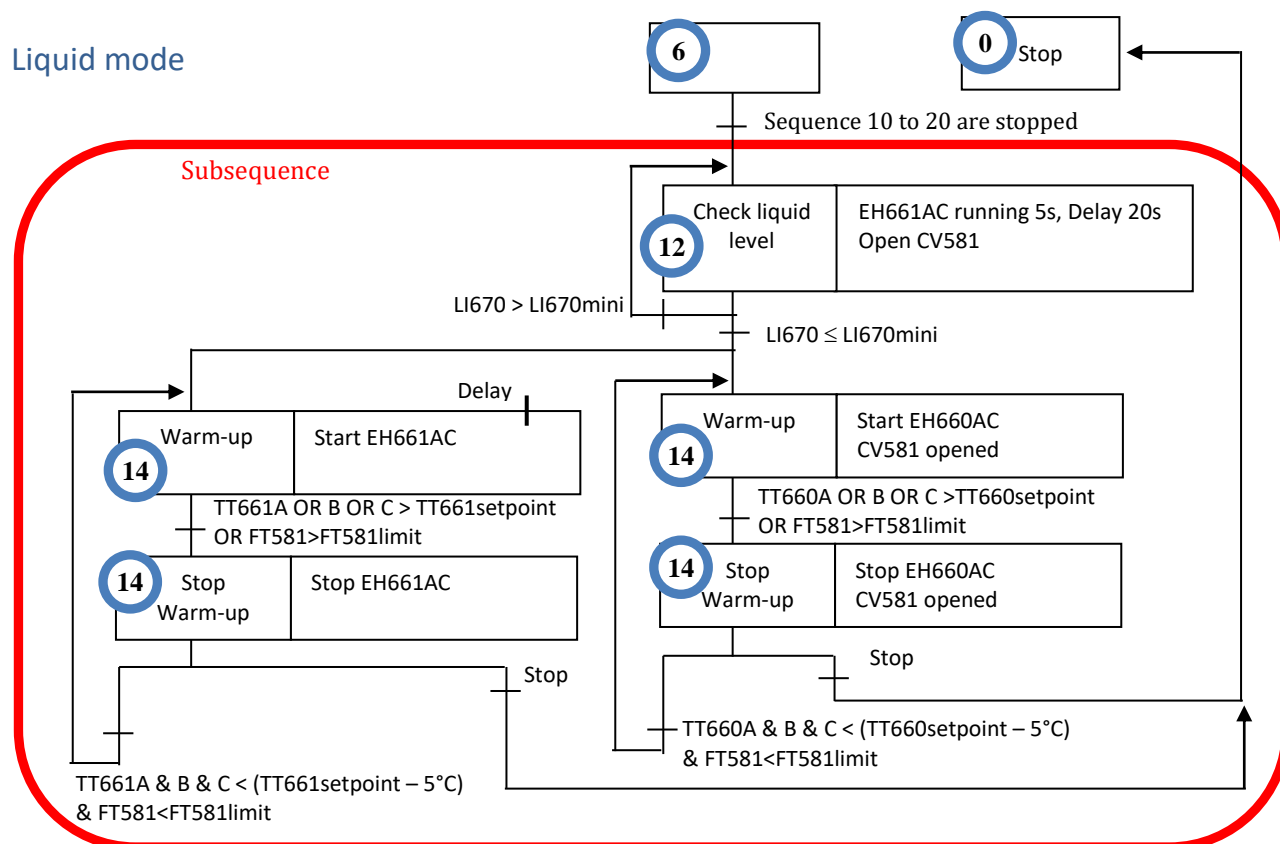 Liquid mode
6
0
Stop
Sequence 10 to 20 are stopped
Subsequence
Check liquid
level
12
EH661AC running 5s, Delay 20s
Open CV581
LI670 > LI670mini
LI670 ≤ LI670mini
Delay
Warm-up
14
Start EH661AC
Warm-up
14
Start EH660AC
CV581 opened
TT661A OR B OR C > TT661setpoint
OR FT581>FT581limit
TT660A OR B OR C >TT660setpoint
OR FT581>FT581limit
14
Stop
Warm-up
Stop EH661AC
14
Stop
Warm-up
Stop EH660AC
CV581 opened
Stop
Stop
TT660A & B & C < (TT660setpoint – 5°C)
& FT581<FT581limit
TT661A & B & C < (TT661setpoint – 5°C)
& FT581<FT581limit